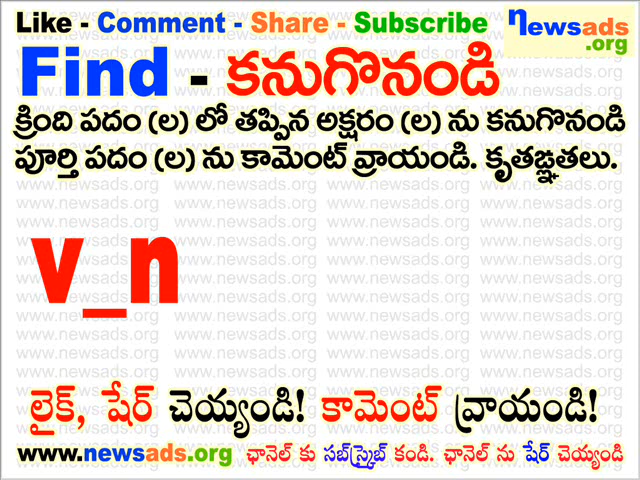 Like - Comment - Share - Subscribe
newsads
.org
Find - కనుగొనండి
క్రింది పదం (ల) లో తప్పిన అక్షరం (ల) ను కనుగొనండి
పూర్తి పదం (ల) ను కామెంట్ వ్రాయండి. కృతఙ్ఞతలు.
v_n
లైక్, షేర్ చెయ్యండి! కామెంట్ వ్రాయండి!
www.newsads.org ఛానెల్ కు సబ్‌స్క్రైబ్ కండి. ఛానెల్ ను షేర్ చెయ్యండి